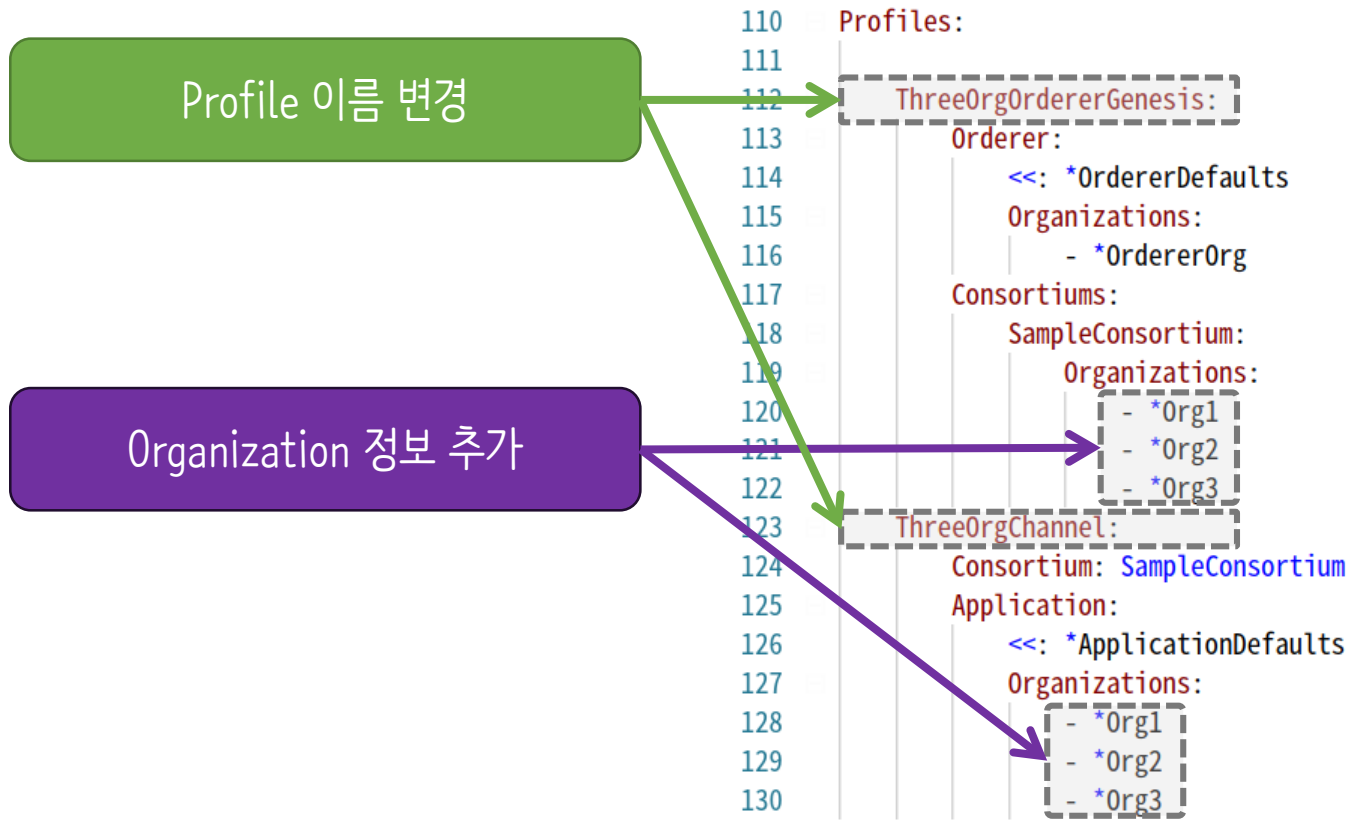 Profile 이름 변경
Organization 정보 추가
110 Profiles:
111
112 ThreeOrgOrdererGenesis:
113 Orderer:
114 <<: *OrdererDefaults
115 Organizations:
116 - *OrdererOrg
117 Consortiums:
118 SampleConsortium:
119 Organizations:
120 - *Org1
121 - *Org2
122 - *Org3
123 ThreeOrgChannel:
124 Consortium: SampleConsortium
125 Application:
126 <<: *ApplicationDefaults
127 Organizations:
128 - *Org1
129 - *Org2
130 - *Org3